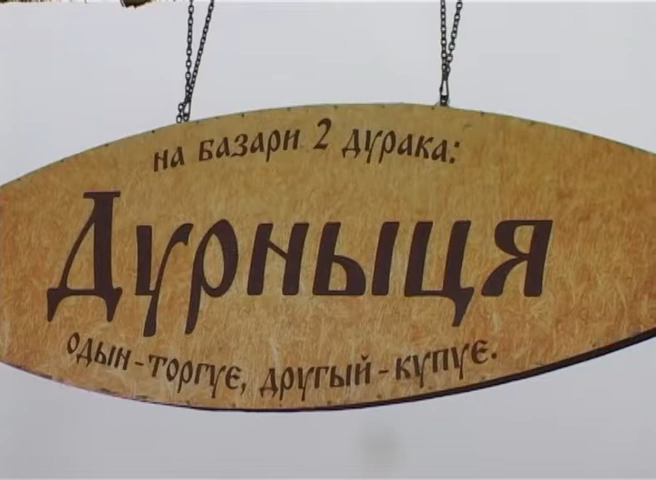 на базари 2 дурака:
Дурныця
одын-торгуе, другый-купуе.